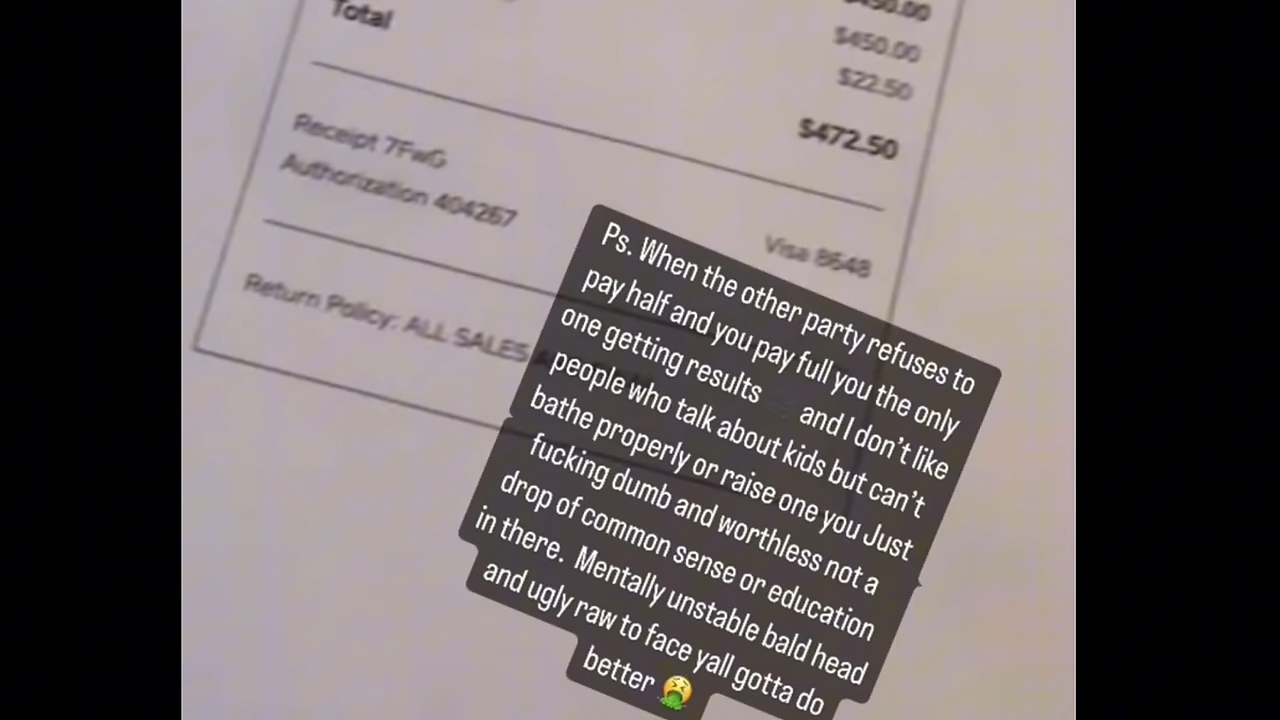 $450.00
$450.00
$22.50
Total
$472.50
Receipt 7FwG
Authorization 404267
Visa 8648
Return Policy: ALL SALES
Ps. When the other party refuses to
pay half and you pay full you the only
one getting results and I don't like
people who talk about kids but can't
bathe properly or raise one you Just
fucking dumb and worthless not a
drop of common sense or education
in there. Mentally unstable bald head
and ugly raw to face yall gotta do
better 🤮